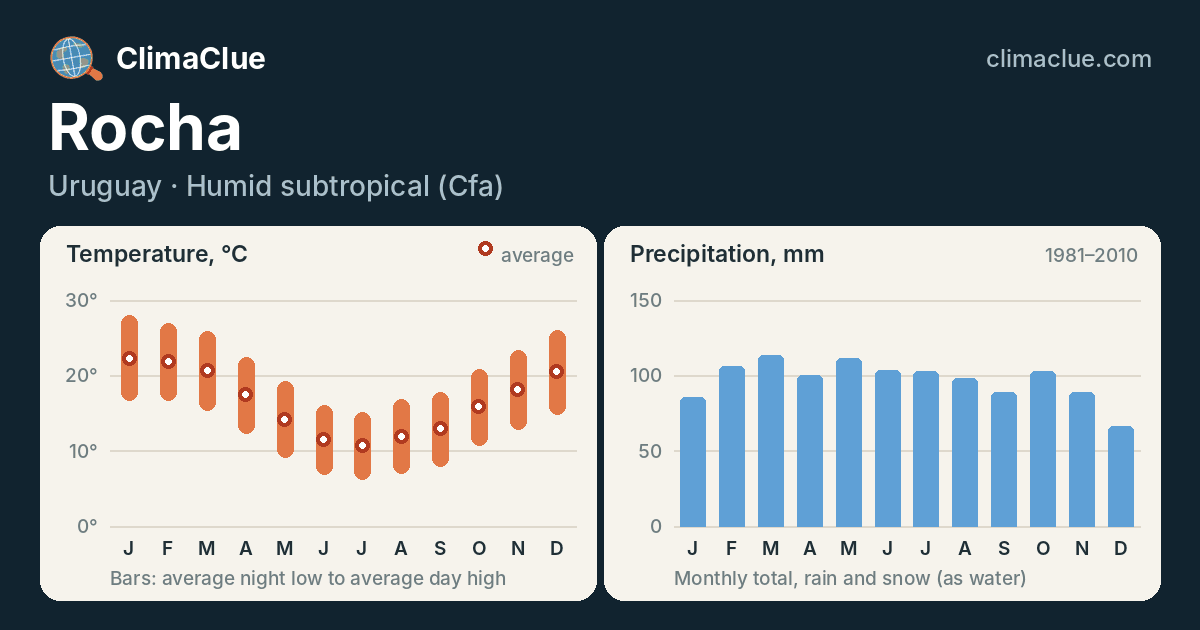 ClimaClue
climaclue.com
Rocha
Uruguay · Humid subtropical (Cfa)
Temperature, °C
average
30°
20°
10°
0°
J F M A M J J A S O N D
Bars: average night low to average day high
Precipitation, mm
1981–2010
150
100
50
0
J F M A M J J A S O N D
Monthly total, rain and snow (as water)